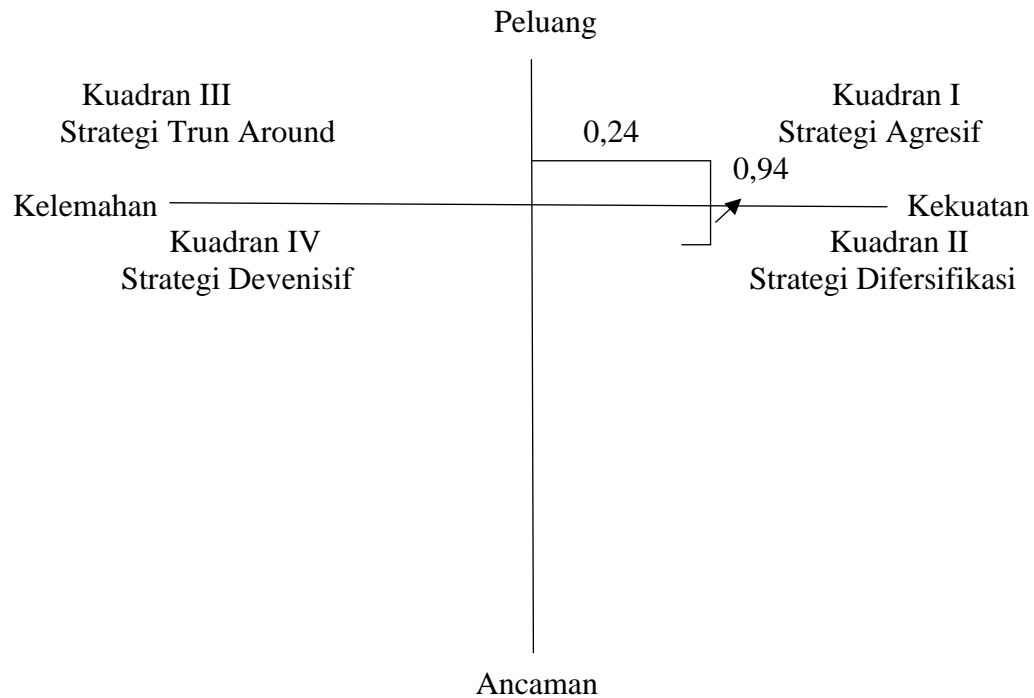 Peluang
Kuadran III
Strategi Trun Around
Kuadran I
Strategi Agresif
0,24
0,94
Kelemahan
Kekuatan
Kuadran IV
Strategi Devenisif
Kuadran II
Strategi Difersifikasi
Ancaman